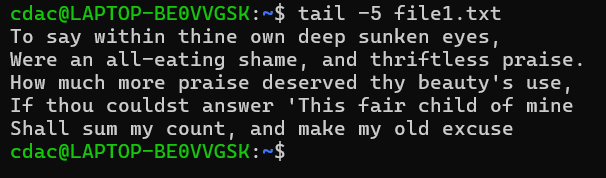 cdac@LAPTOP-BE0VVGSK:~$ tail -5 file1.txt
To say within thine own deep sunken eyes,
Were an all-eating shame, and thriftless praise.
How much more praise deserved thy beauty's use,
If thou couldst answer 'This fair child of mine
Shall sum my count, and make my old excuse
cdac@LAPTOP-BE0VVGSK:~$